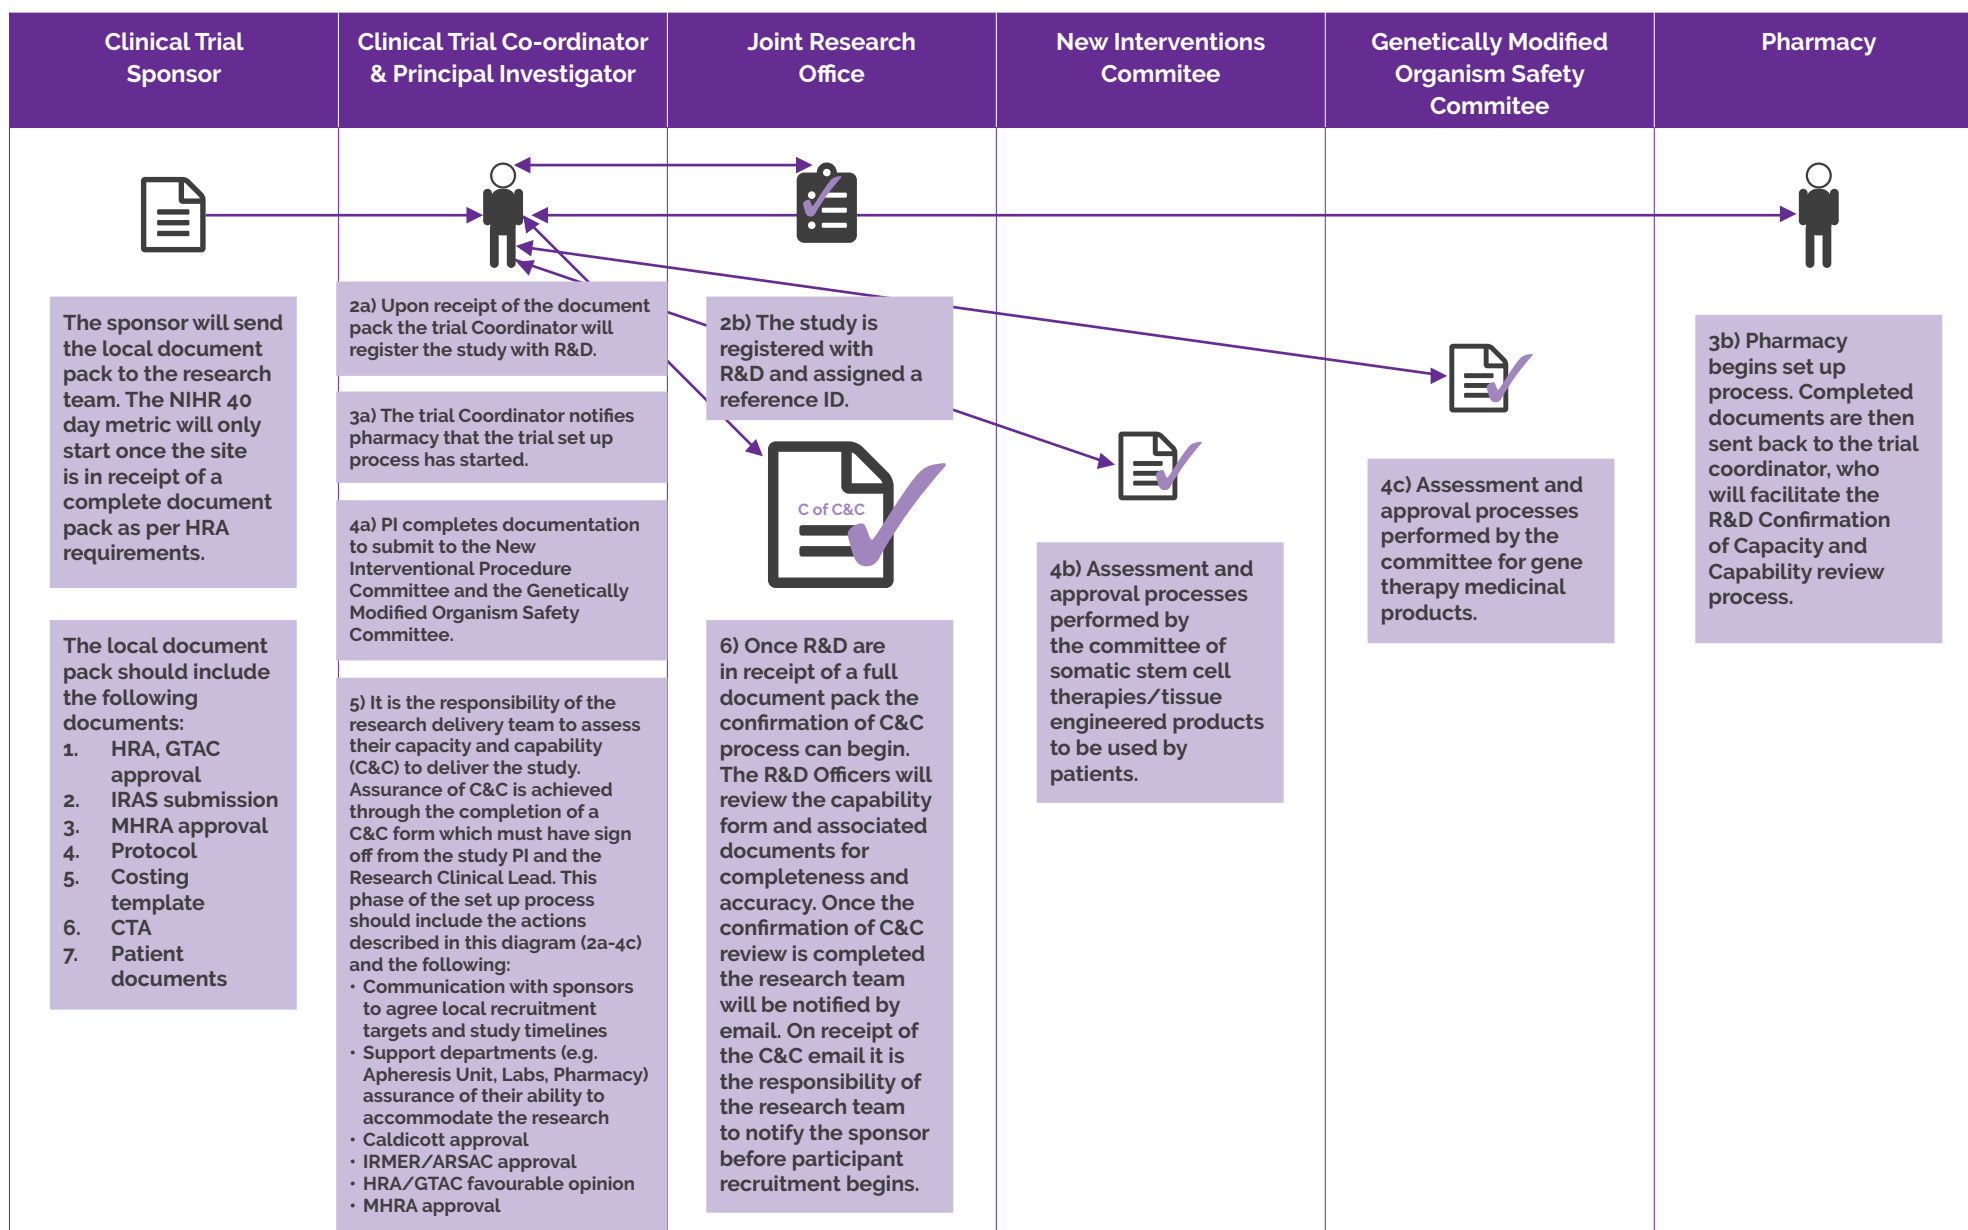 Clinical Trial
Sponsor
Clinical Trial Co-ordinator
& Principal Investigator
Joint Research
Office
New Interventions
Commitee
Genetically Modified
Organism Safety
Commitee
Pharmacy
The sponsor will send
the local document
pack to the research
team. The NIHR 40
day metric will only
start once the site
is in receipt of a
complete document
pack as per HRA
requirements.
The local document
pack should include
the following
documents:
1. HRA, GTAC
approval
2. IRAS submission
3. MHRA approval
4. Protocol
5. Costing
template
6. CTA
7. Patient
documents
2a) Upon receipt of the document
pack the trial Coordinator will
register the study with R&D.
3a) The trial Coordinator notifies
pharmacy that the trial set up
process has started.
4a) PI completes documentation
to submit to the New
Interventional Procedure
Committee and the Genetically
Modified Organism Safety
Committee.
5) It is the responsibility of the
research delivery team to assess
their capacity and capability
(C&C) to deliver the study.
Assurance of C&C is achieved
through the completion of a
C&C form which must have sign
off from the study PI and the
Research Clinical Lead. This
phase of the set up process
should include the actions
described in this diagram (2a-4c)
and the following:
• Communication with sponsors
to agree local recruitment
targets and study timelines
• Support departments (e.g.
Apheresis Unit, Labs, Pharmacy)
assurance of their ability to
accommodate the research
• Caldicott approval
• IRMER/ARSAC approval
• HRA/GTAC favourable opinion
• MHRA approval
2b) The study is
registered with
R&D and assigned a
reference ID.
C of C&C
6) Once R&D are
in receipt of a full
document pack the
confirmation of C&C
process can begin.
The R&D Officers will
review the capability
form and associated
documents for
completeness and
accuracy. Once the
confirmation of C&C
review is completed
the research team
will be notified by
email. On receipt of
the C&C email it is
the responsibility of
the research team
to notify the sponsor
before participant
recruitment begins.
4b) Assessment and
approval processes
performed by
the committee of
somatic stem cell
therapies/tissue
engineered products
to be used by
patients.
4c) Assessment and
approval processes
performed by the
committee for gene
therapy medicinal
products.
3b) Pharmacy
begins set up
process. Completed
documents are then
sent back to the trial
coordinator, who
will facilitate the
R&D Confirmation
of Capacity and
Capability review
process.